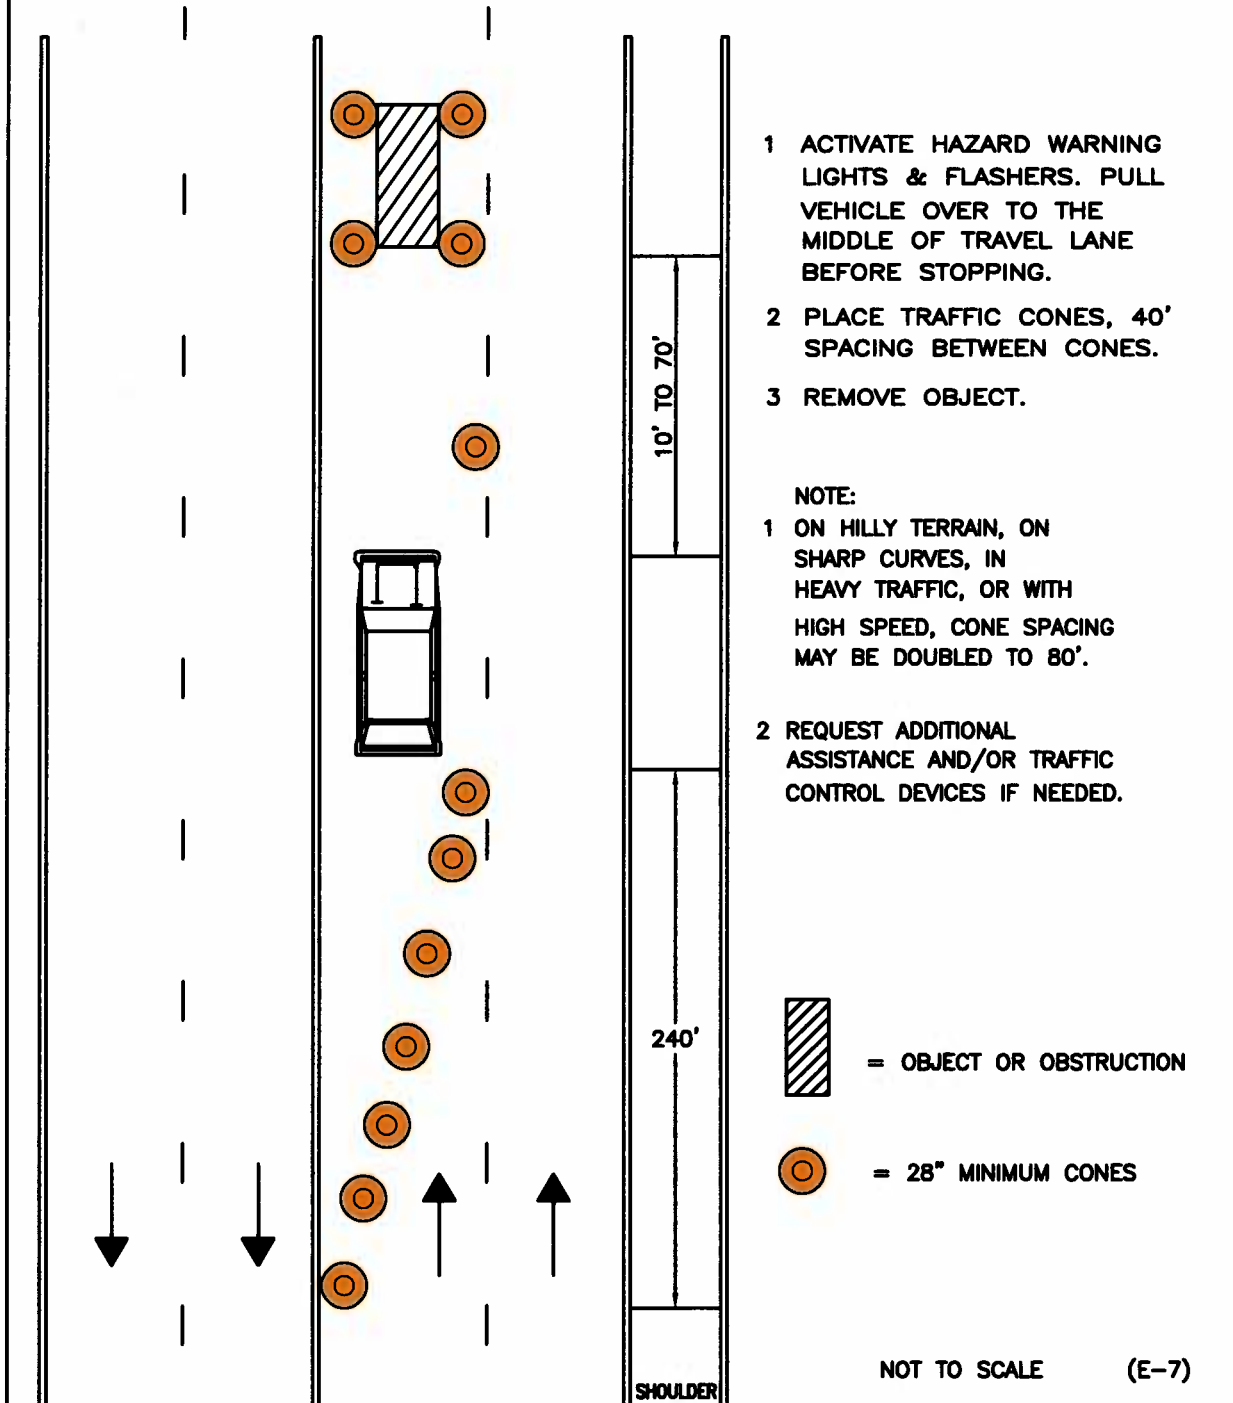 1 ACTIVATE HAZARD WARNING
LIGHTS & FLASHERS. PULL
VEHICLE OVER TO THE
MIDDLE OF TRAVEL LANE
BEFORE STOPPING.
2 PLACE TRAFFIC CONES, 40'
SPACING BETWEEN CONES.
3 REMOVE OBJECT.
10' TO 70'
NOTE:
1 ON HILLY TERRAIN, ON
SHARP CURVES, IN
HEAVY TRAFFIC, OR WITH
HIGH SPEED, CONE SPACING
MAY BE DOUBLED TO 80'.
2 REQUEST ADDITIONAL
ASSISTANCE AND/OR TRAFFIC
CONTROL DEVICES IF NEEDED.
240'
= OBJECT OR OBSTRUCTION
= 28" MINIMUM CONES
NOT TO SCALE (E-7)
SHOULDER